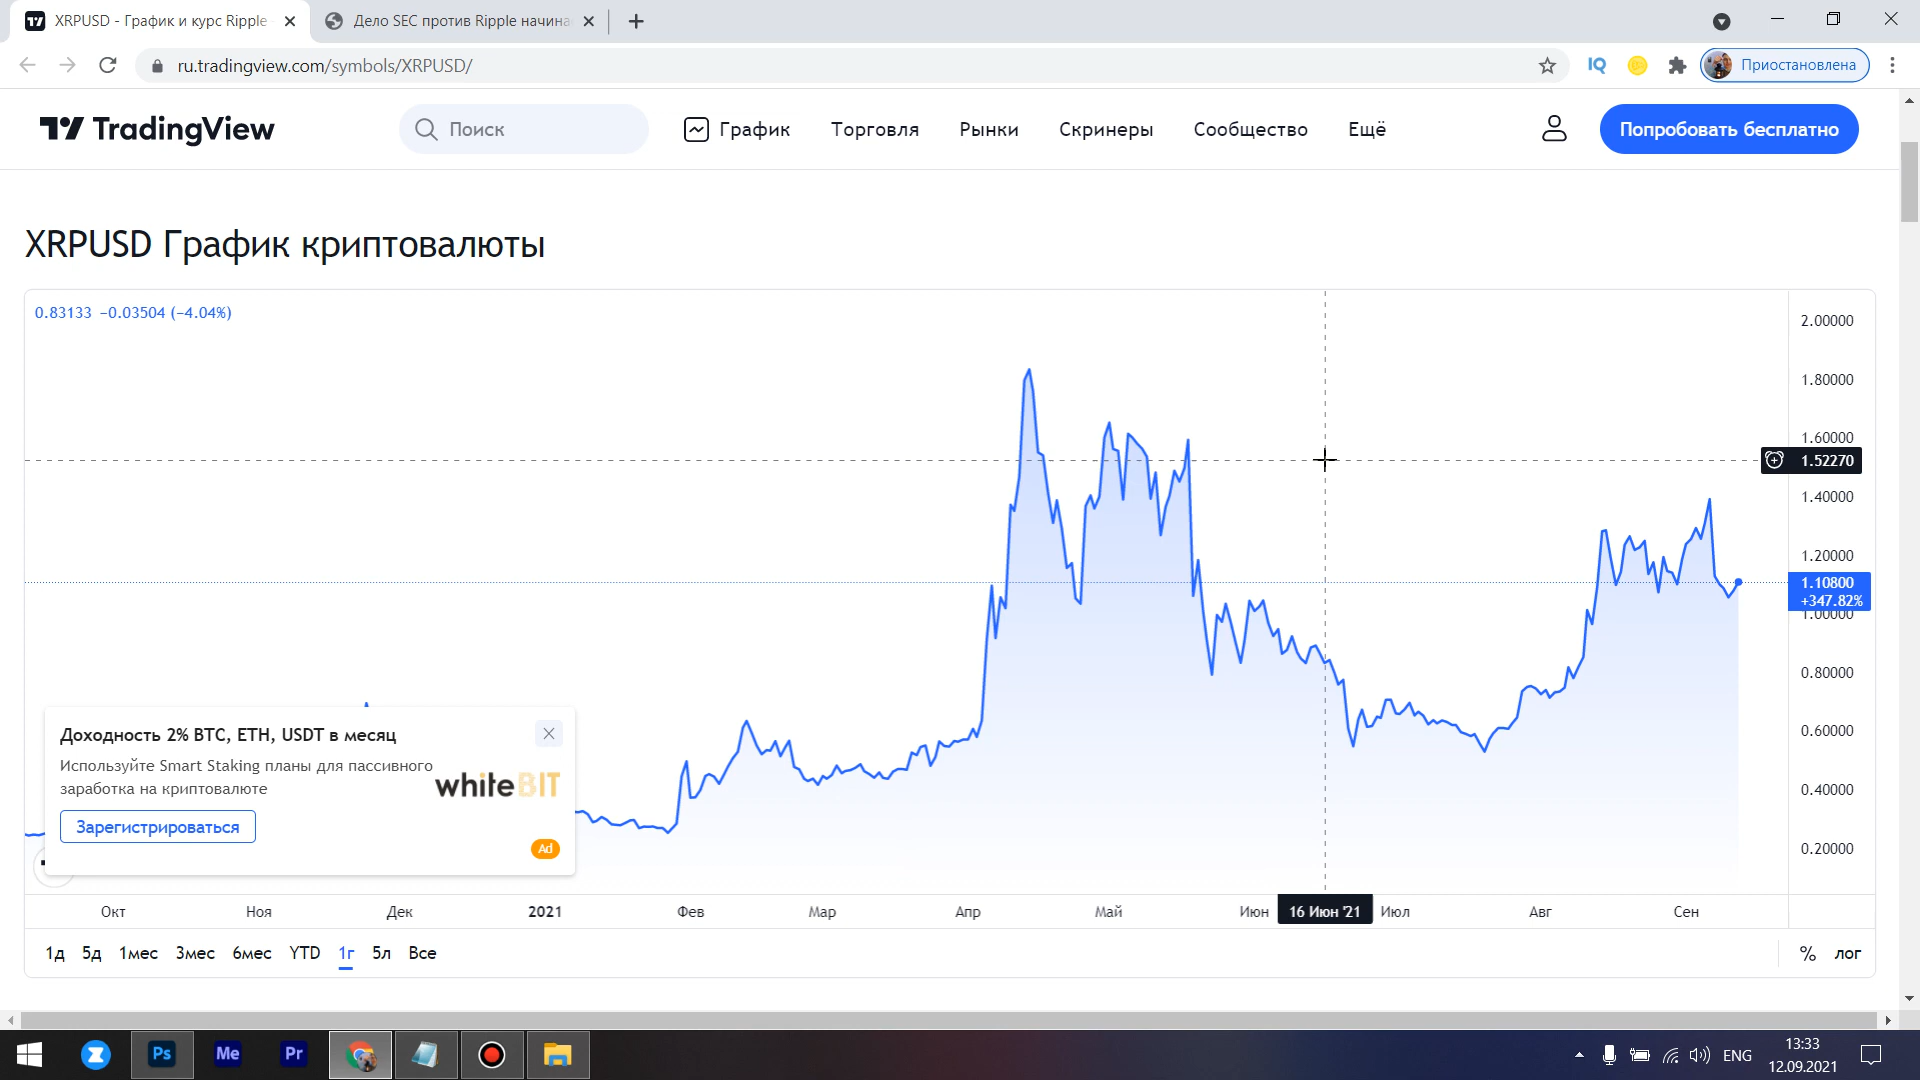 XRPUSD - График и курс Ripple
Дело SEC против Ripple начина
ru.tradingview.com/symbols/XRPUSD/
IQ
Приостановлена
TradingView
Поиск
График
Торговля
Рынки
Скринеры
Сообщество
Ещё
Попробовать бесплатно
XRPUSD График криптовалюты
0.83133 −0.03504 (−4.04%)
2.00000
1.80000
1.60000
1.52270
1.40000
1.20000
1.10800
+347.82%
1.00000
0.80000
0.60000
0.40000
0.20000
Доходность 2% BTC, ETH, USDT в месяц
Используйте Smart Staking планы для пассивного
заработка на криптовалюте
whiteBIT
Зарегистрироваться
Ad
Окт
Ноя
Дек
2021
Фев
Мар
Апр
Май
Июн
16 Июн '21
Июл
Авг
Сен
1д 5д 1мес 3мес 6мес YTD 1г 5л Все
% лог
Ps
Me
Pr
ENG
13:33
12.09.2021